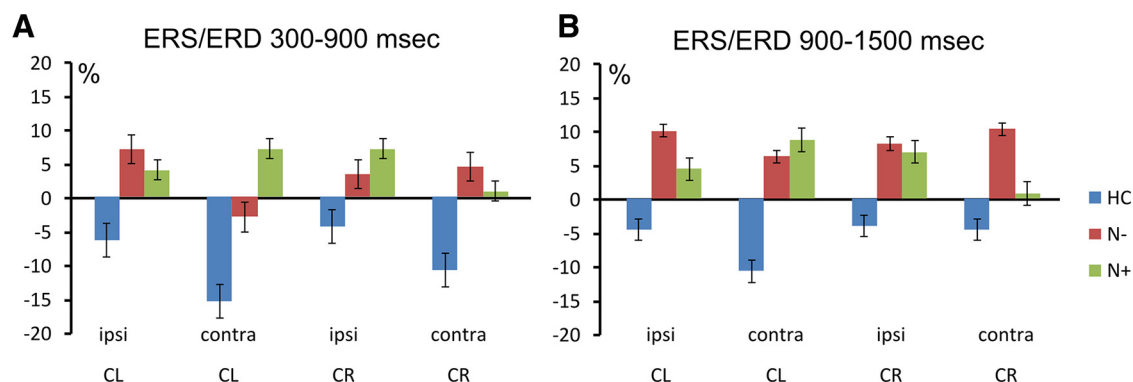 A
ERS/ERD 300-900 msec
%
20
15
10
5
0
-5
-10
-15
-20
ipsi contra ipsi contra
CL CL CR CR
B
ERS/ERD 900-1500 msec
%
20
15
10
5
0
-5
-10
-15
-20
ipsi contra ipsi contra
CL CL CR CR
HC
N-
N+